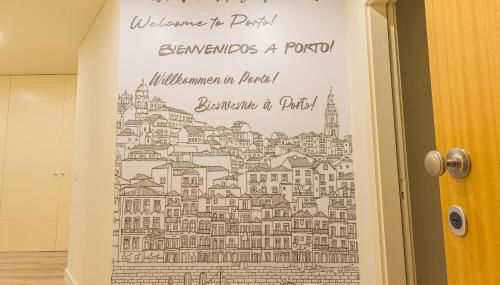 Welcome to Porto!
BIENVENIDOS A PORTO!
Willkommen in Porto!
Bienvenue à Porto!